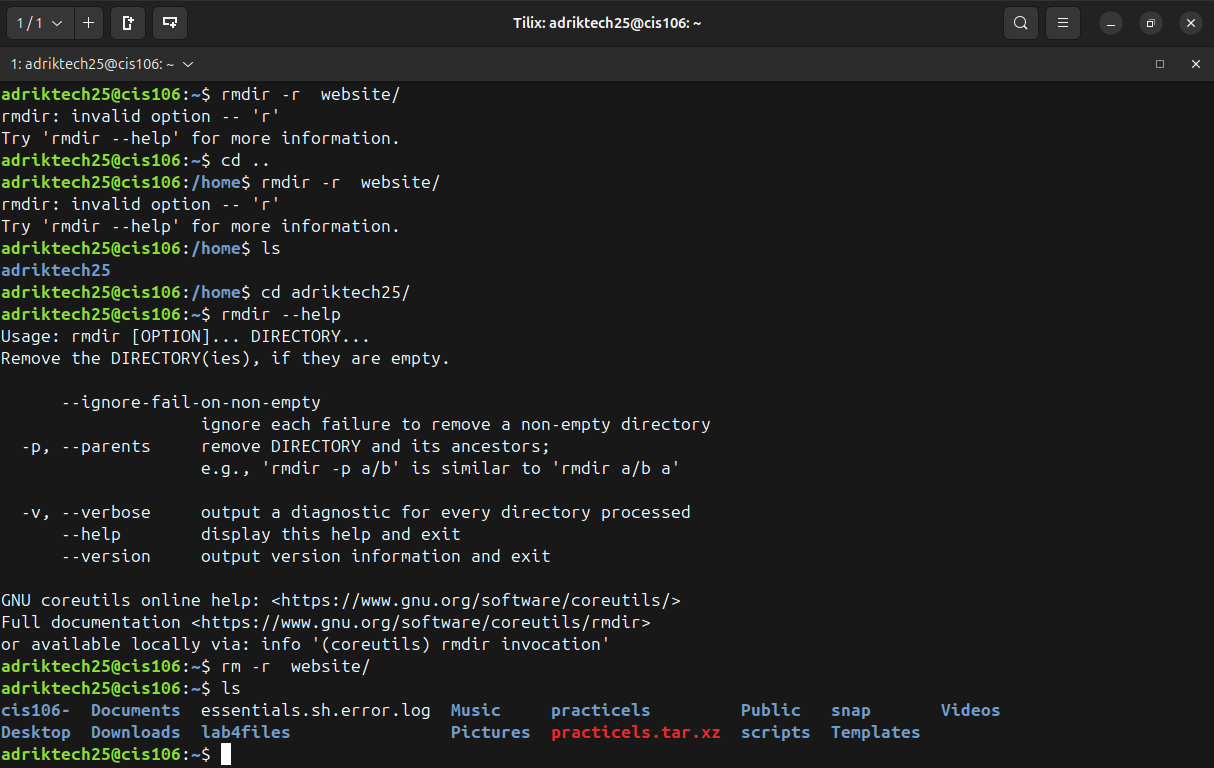 1 / 1
Tilix: adriktech25@cis106: ~
1: adriktech25@cis106: ~
adriktech25@cis106:~$ rmdir -r  website/
rmdir: invalid option -- 'r'
Try 'rmdir --help' for more information.
adriktech25@cis106:~$ cd ..
adriktech25@cis106:/home$ rmdir -r  website/
rmdir: invalid option -- 'r'
Try 'rmdir --help' for more information.
adriktech25@cis106:/home$ ls
adriktech25
adriktech25@cis106:/home$ cd adriktech25/
adriktech25@cis106:~$ rmdir --help
Usage: rmdir [OPTION]... DIRECTORY...
Remove the DIRECTORY(ies), if they are empty.
      --ignore-fail-on-non-empty
                    ignore each failure to remove a non-empty directory
  -p, --parents     remove DIRECTORY and its ancestors;
                    e.g., 'rmdir -p a/b' is similar to 'rmdir a/b a'
  -v, --verbose     output a diagnostic for every directory processed
      --help        display this help and exit
      --version     output version information and exit
GNU coreutils online help: <https://www.gnu.org/software/coreutils/>
Full documentation <https://www.gnu.org/software/coreutils/rmdir>
or available locally via: info '(coreutils) rmdir invocation'
adriktech25@cis106:~$ rm -r  website/
adriktech25@cis106:~$ ls
cis106-  Documents  essentials.sh.error.log  Music     practicels         Public   snap       Videos
Desktop  Downloads  lab4files                Pictures  practicels.tar.xz  scripts  Templates
adriktech25@cis106:~$